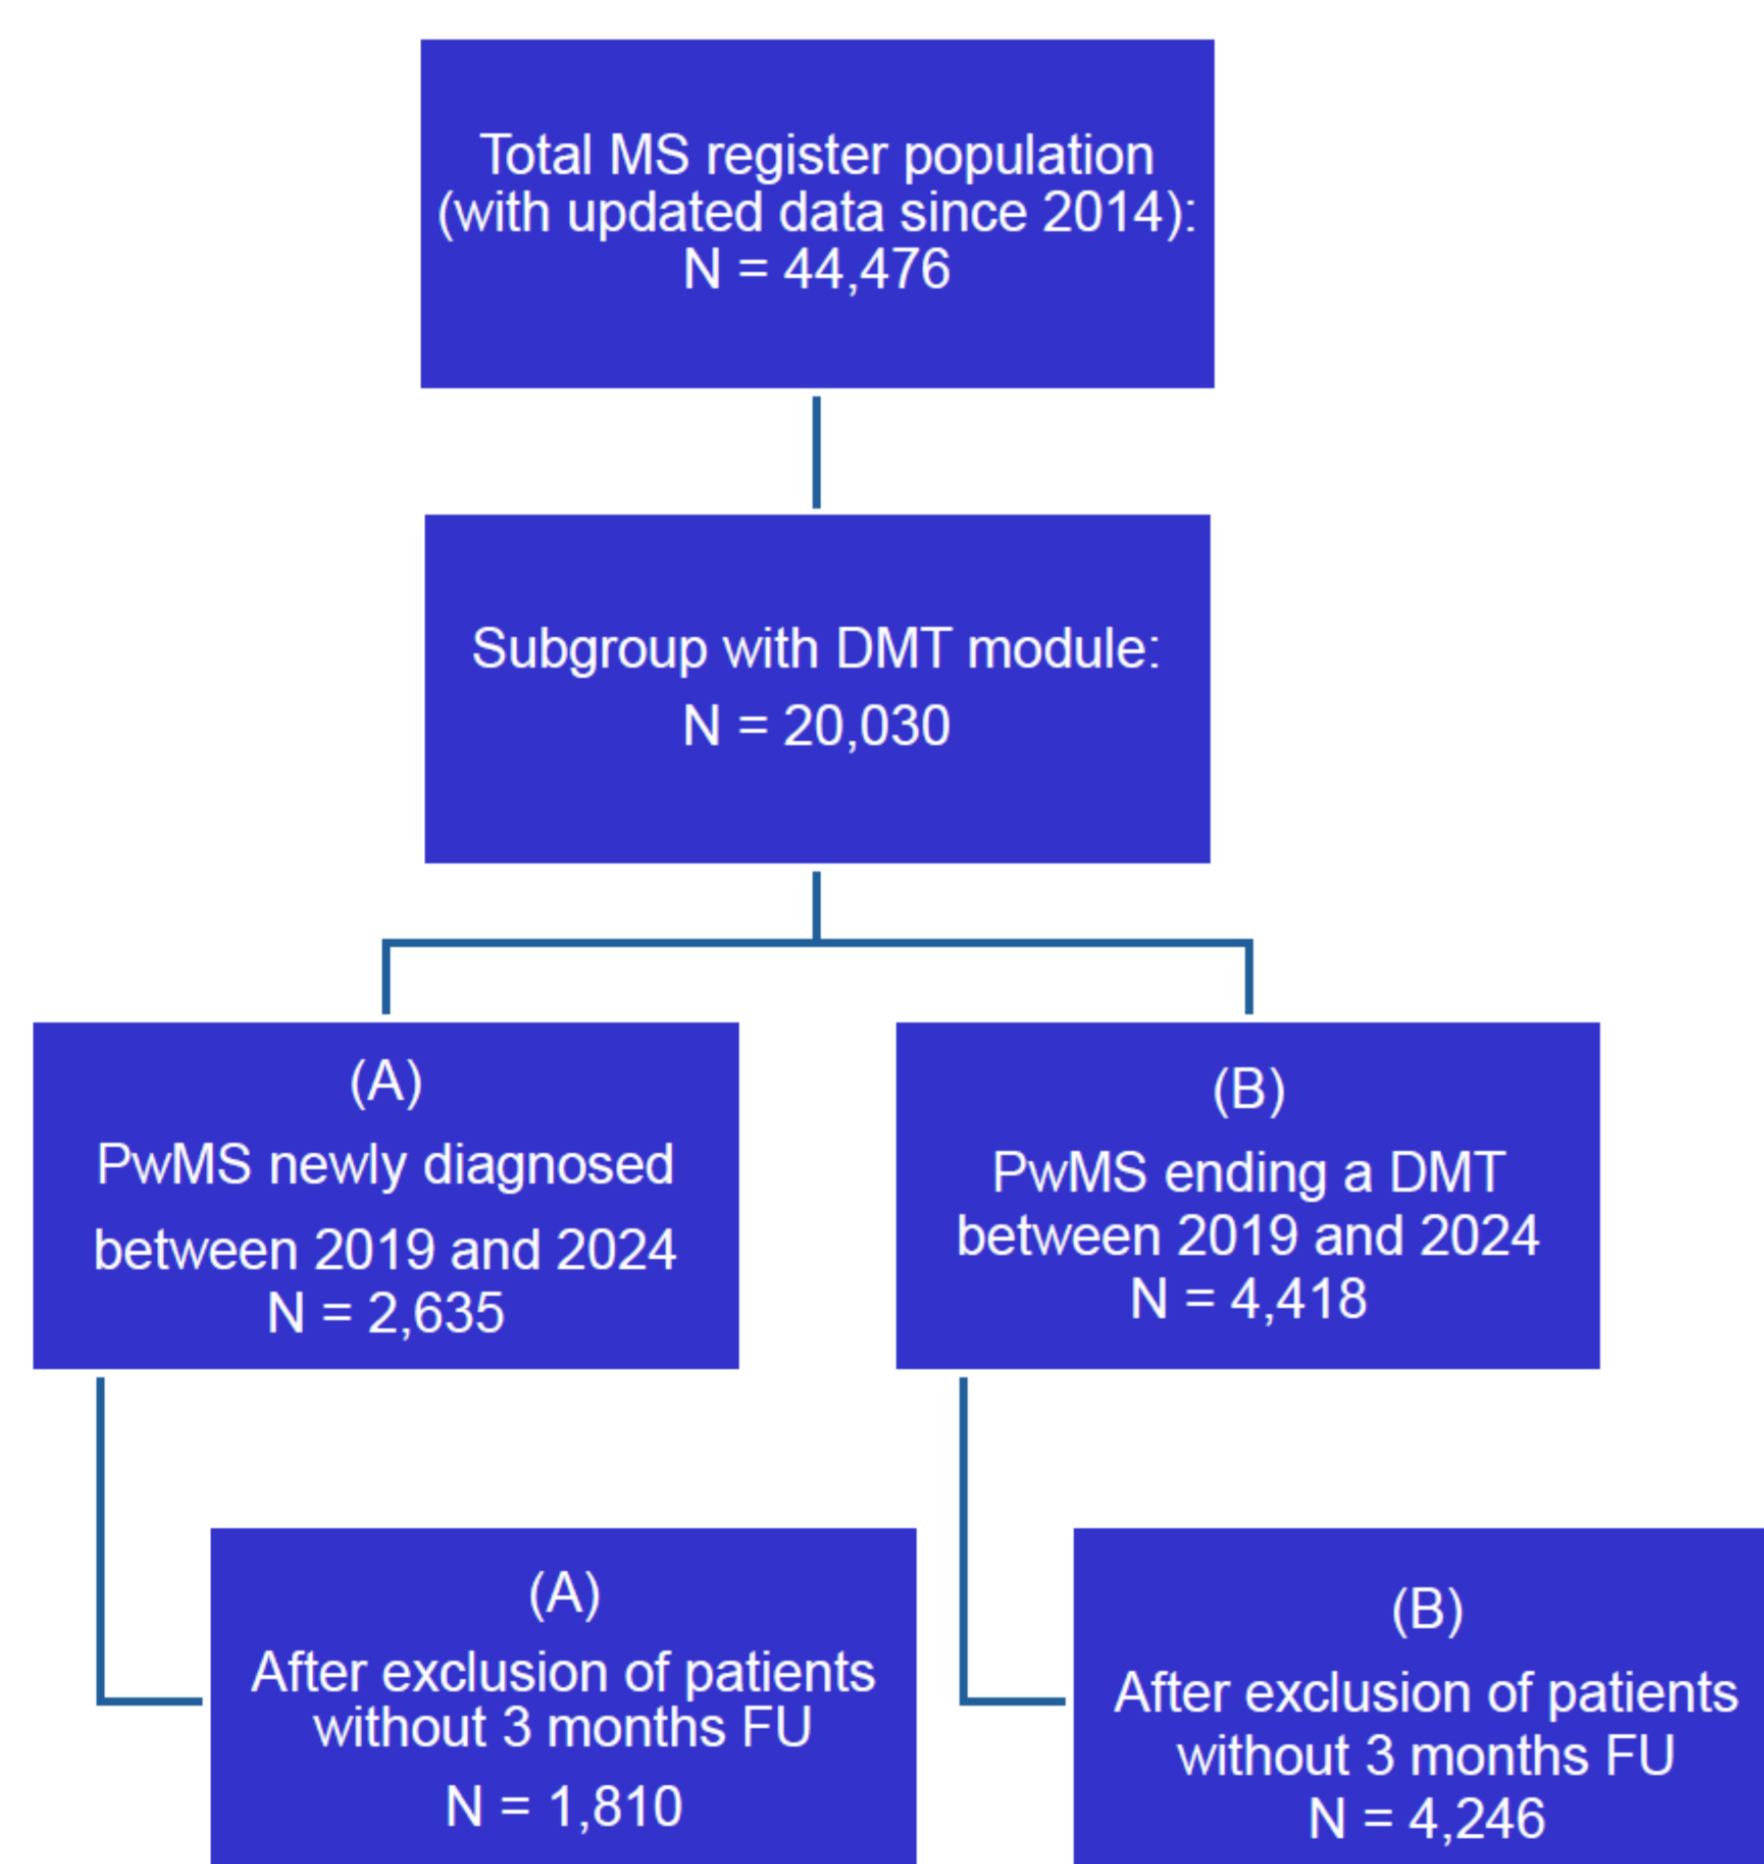 Total MS register population
(with updated data since 2014):
N = 44,476
Subgroup with DMT module:
N = 20,030
(A)
PwMS newly diagnosed
between 2019 and 2024
N = 2,635
(B)
PwMS ending a DMT
between 2019 and 2024
N = 4,418
(A)
After exclusion of patients
without 3 months FU
N = 1,810
(B)
After exclusion of patients
without 3 months FU
N = 4,246